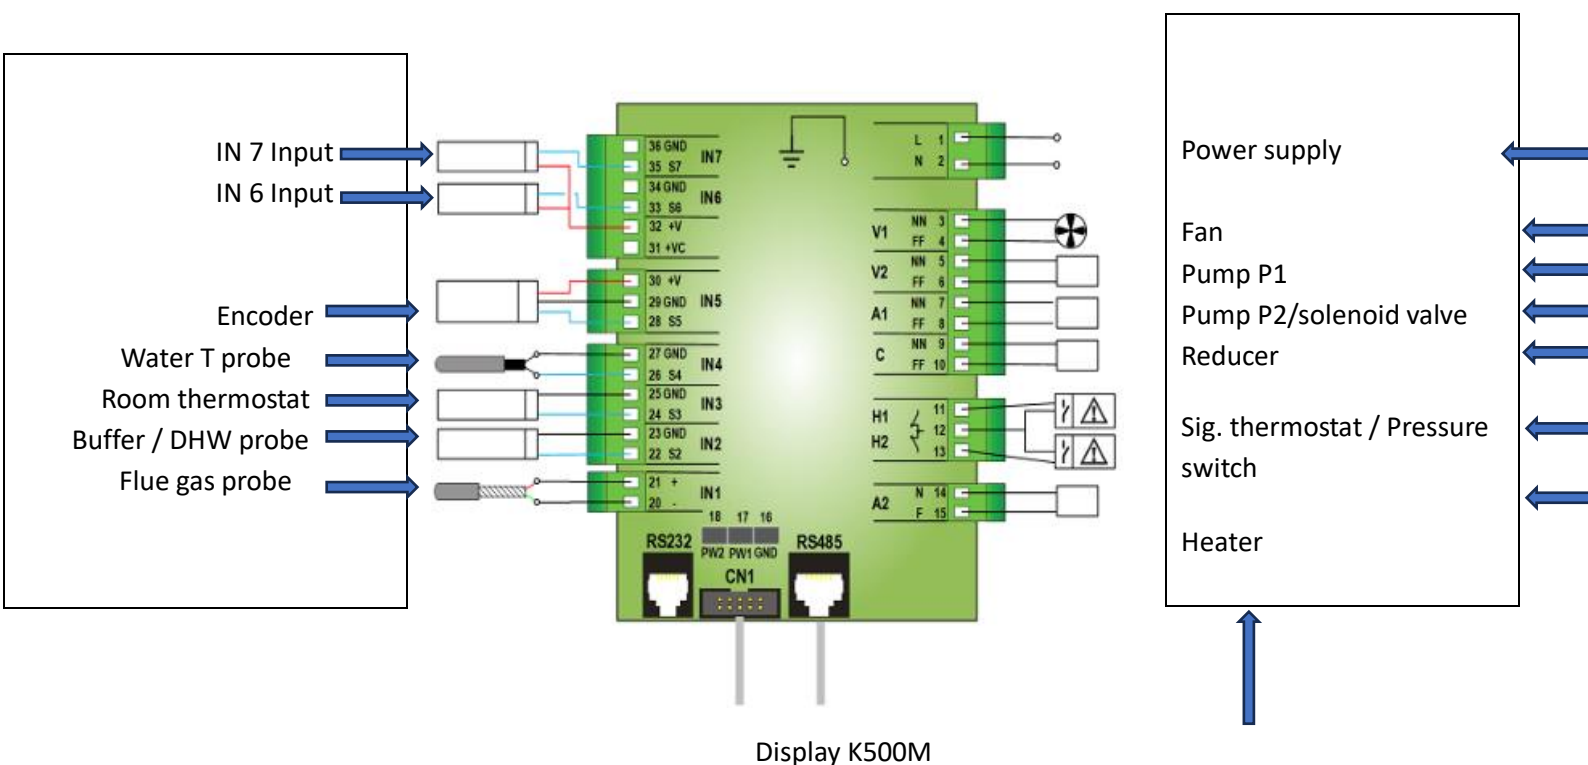 IN 7 Input
IN 6 Input
Encoder
Water T probe
Room thermostat
Buffer / DHW probe
Flue gas probe
36 GND
35 S7
IN7
34 GND
33 S6
IN6
32 +V
31 +VC
30 +V
29 GND
28 S5
IN5
27 GND
26 S4
IN4
25 GND
24 S3
IN3
23 GND
22 S2
IN2
21 +
20 -
IN1
18 17 16
PW2 PW1 GND
RS232
CN1
RS485
L 1
N 2
V1
NN 3
FF 4
V2
NN 5
FF 6
A1
NN 7
FF 8
C
NN 9
FF 10
H1
H2
11
12
13
A2
N 14
F 15
Power supply
Fan
Pump P1
Pump P2/solenoid valve
Reducer
Sig. thermostat / Pressure
switch
Heater
Display K500M